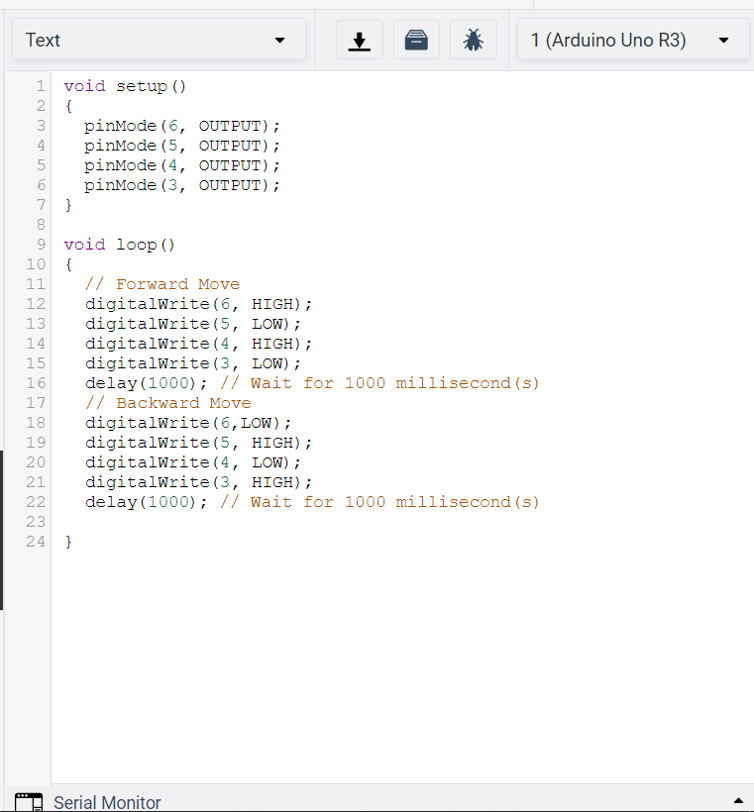 Text
1 (Arduino Uno R3)
1 void setup()
2 {
3   pinMode(6, OUTPUT);
4   pinMode(5, OUTPUT);
5   pinMode(4, OUTPUT);
6   pinMode(3, OUTPUT);
7 }
8
9 void loop()
10 {
11   // Forward Move
12   digitalWrite(6, HIGH);
13   digitalWrite(5, LOW);
14   digitalWrite(4, HIGH);
15   digitalWrite(3, LOW);
16   delay(1000); // Wait for 1000 millisecond(s)
17   // Backward Move
18   digitalWrite(6,LOW);
19   digitalWrite(5, HIGH);
20   digitalWrite(4, LOW);
21   digitalWrite(3, HIGH);
22   delay(1000); // Wait for 1000 millisecond(s)
23
24 }
Serial Monitor